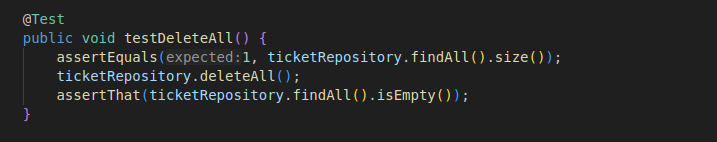 @Test
public void testDeleteAll() {
assertEquals(expected:1, ticketRepository.findAll().size());
ticketRepository.deleteAll();
assertThat(ticketRepository.findAll().isEmpty());
}